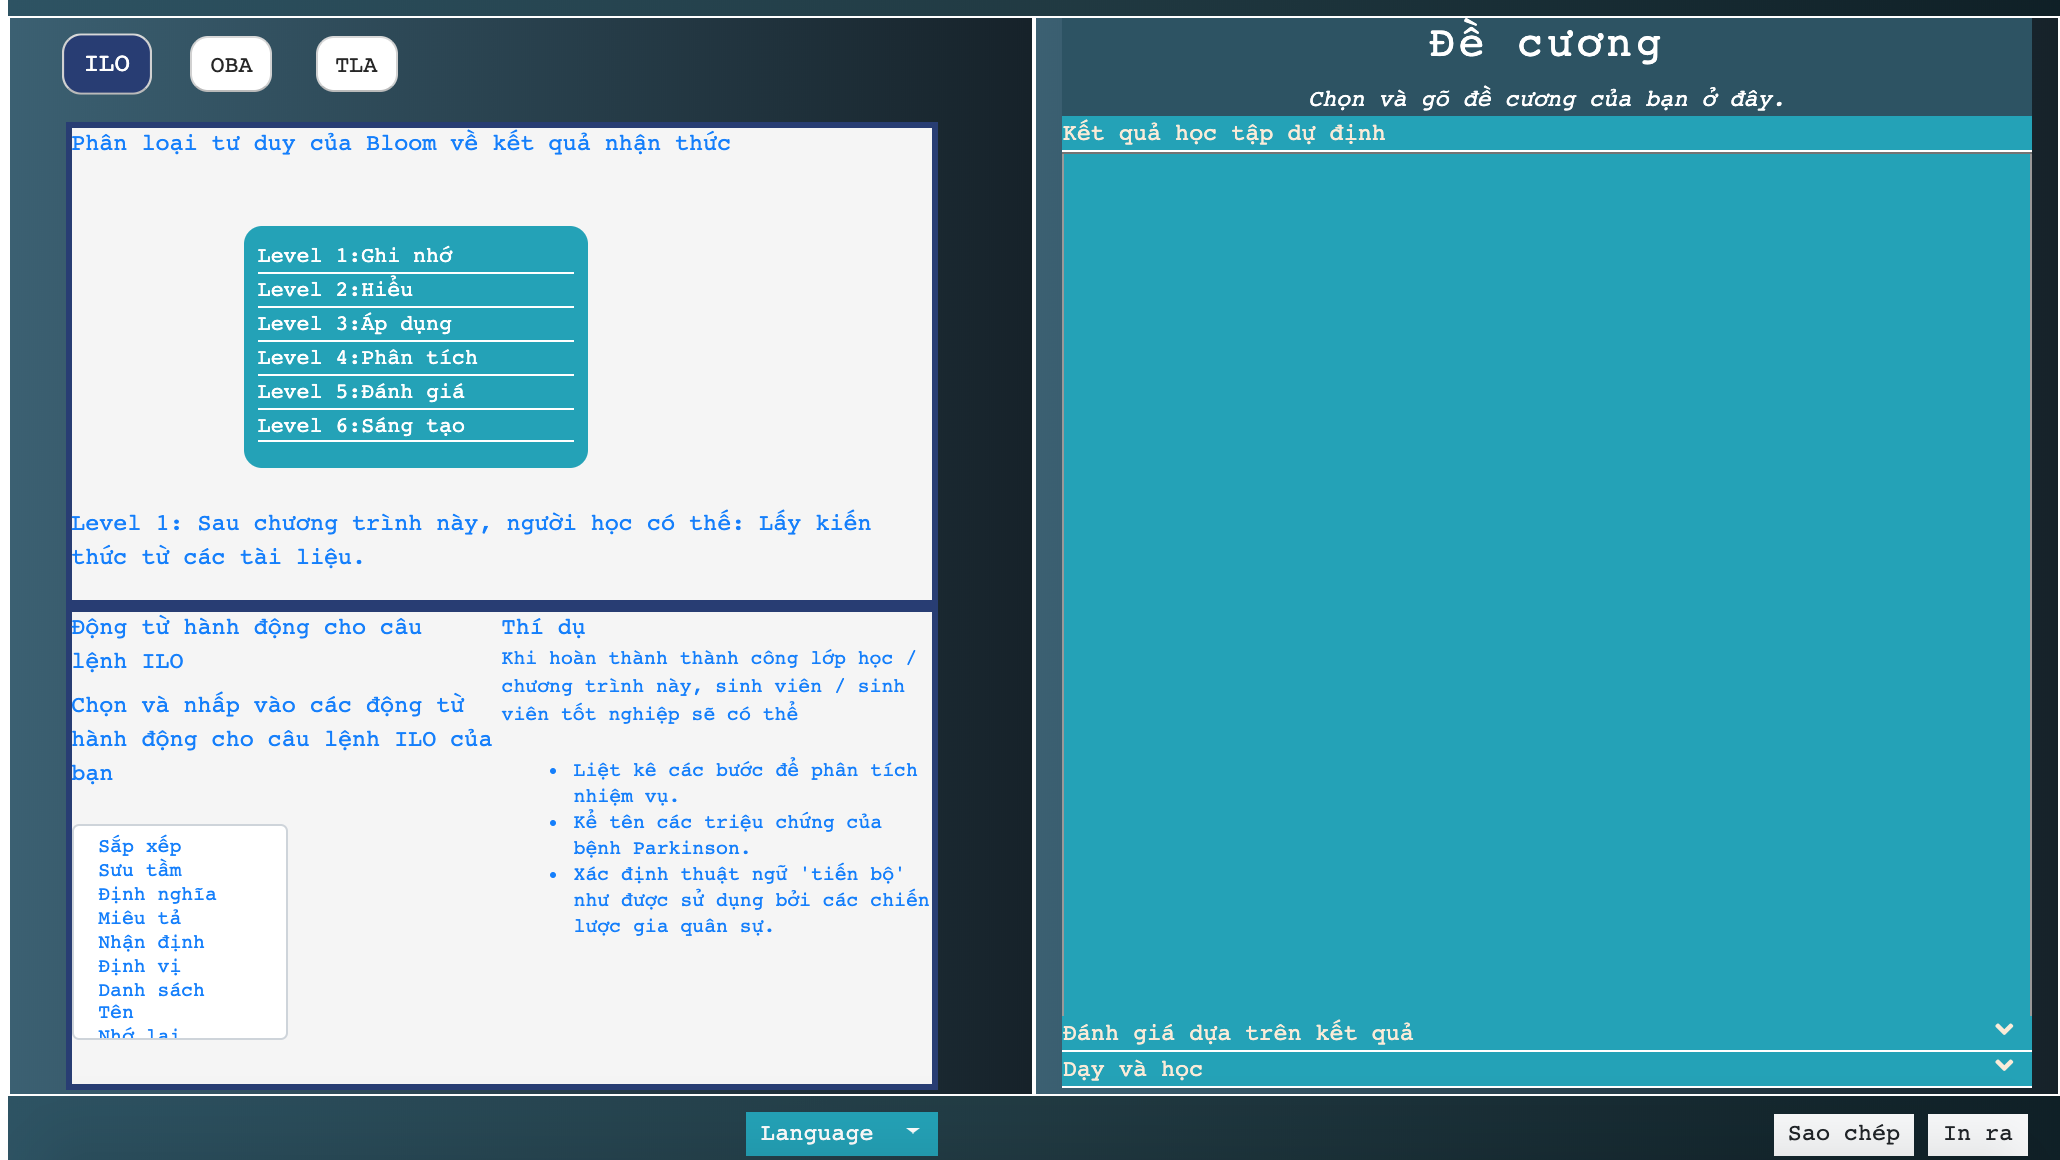 ILO
OBA
TLA
Phân loại tư duy của Bloom về kết quả nhận thức
Level 1:Ghi nhớ
Level 2:Hiểu
Level 3:Áp dụng
Level 4:Phân tích
Level 5:Đánh giá
Level 6:Sáng tạo
Level 1: Sau chương trình này, người học có thế: Lấy kiến
thức từ các tài liệu.
Động từ hành động cho câu
lệnh ILO
Chọn và nhấp vào các động từ
hành động cho câu lệnh ILO của
bạn
Sắp xếp
Sưu tầm
Định nghĩa
Miêu tả
Nhận định
Định vị
Danh sách
Tên
Nhớ lại
Thí dụ
Khi hoàn thành thành công lớp học /
chương trình này, sinh viên / sinh
viên tốt nghiệp sẽ có thể
• Liệt kê các bước để phân tích
nhiệm vụ.
• Kể tên các triệu chứng của
bệnh Parkinson.
• Xác định thuật ngữ 'tiến bộ'
như được sử dụng bởi các chiến
lược gia quân sự.
Đề cương
Chọn và gõ đề cương của bạn ở đây.
Kết quả học tập dự định
Đánh giá dựa trên kết quả
Dạy và học
Language
Sao chép
In ra